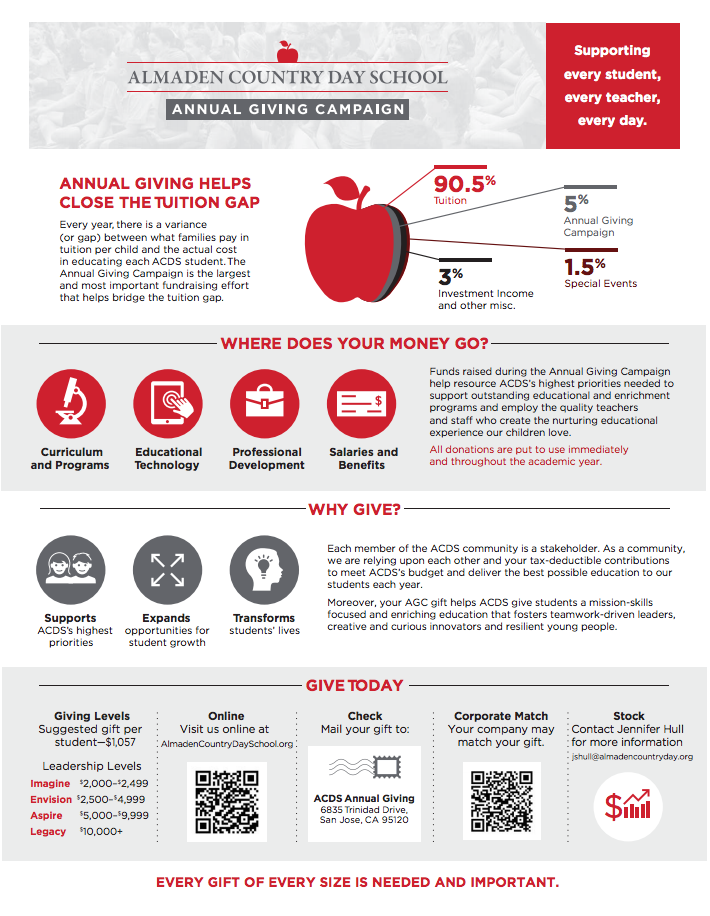 ALMADEN COUNTRY DAY SCHOOL
ANNUAL GIVING CAMPAIGN
Supporting
every student,
every teacher,
every day.
ANNUAL GIVING HELPS
CLOSE THE TUITION GAP
Every year, there is a variance
(or gap) between what families pay in
tuition per child and the actual cost
in educating each ACDS student. The
Annual Giving Campaign is the largest
and most important fundraising effort
that helps bridge the tuition gap.
90.5%
Tuition
5%
Annual Giving
Campaign
3%
Investment Income
and other misc.
1.5%
Special Events
WHERE DOES YOUR MONEY GO?
$
Curriculum
and Programs
Educational
Technology
Professional
Development
Salaries and
Benefits
Funds raised during the Annual Giving Campaign
help resource ACDS's highest priorities needed to
support outstanding educational and enrichment
programs and employ the quality teachers
and staff who create the nurturing educational
experience our children love.
All donations are put to use immediately
and throughout the academic year.
WHY GIVE?
Supports
ACDS's highest
priorities
Expands
opportunities for
student growth
Transforms
students' lives
Each member of the ACDS community is a stakeholder. As a community,
we are relying upon each other and your tax-deductible contributions
to meet ACDS's budget and deliver the best possible education to our
students each year.
Moreover, your AGC gift helps ACDS give students a mission-skills
focused and enriching education that fosters teamwork-driven leaders,
creative and curious innovators and resilient young people.
GIVE TODAY
Giving Levels
Suggested gift per
student—$1,057
Leadership Levels
Imagine $2,000–$2,499
Envision $2,500–$4,999
Aspire $5,000–$9,999
Legacy $10,000+
Online
Visit us online at
AlmadenCountryDaySchool.org
Check
Mail your gift to:
ACDS Annual Giving
6835 Trinidad Drive,
San Jose, CA 95120
Corporate Match
Your company may
match your gift.
Stock
Contact Jennifer Hull
for more information
jshull@almadencountryday.org
$
EVERY GIFT OF EVERY SIZE IS NEEDED AND IMPORTANT.